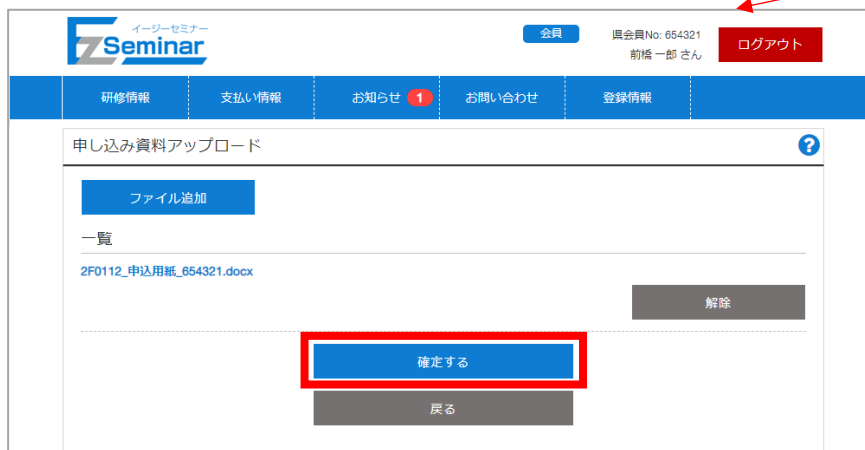 イージーセミナー
EzSeminar
会員
県会員No: 654321
前橋 一郎 さん
ログアウト
研修情報 支払い情報 お知らせ 1 お問い合わせ 登録情報
申し込み資料アップロード ?
ファイル追加
一覧
2F0112_申込用紙_654321.docx
解除
確定する
戻る